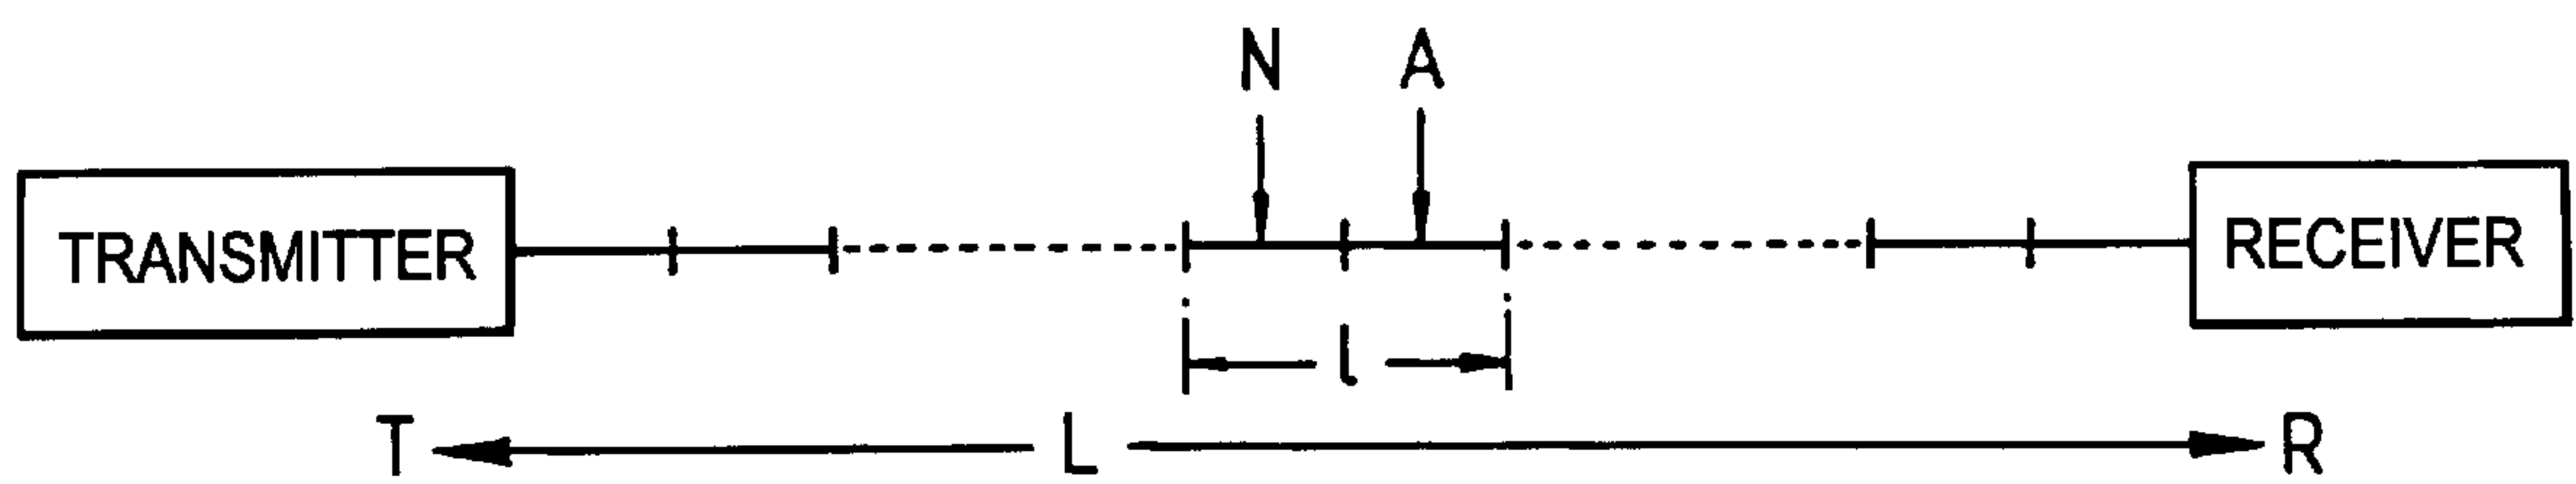 N A
TRANSMITTER RECEIVER
l
T L R